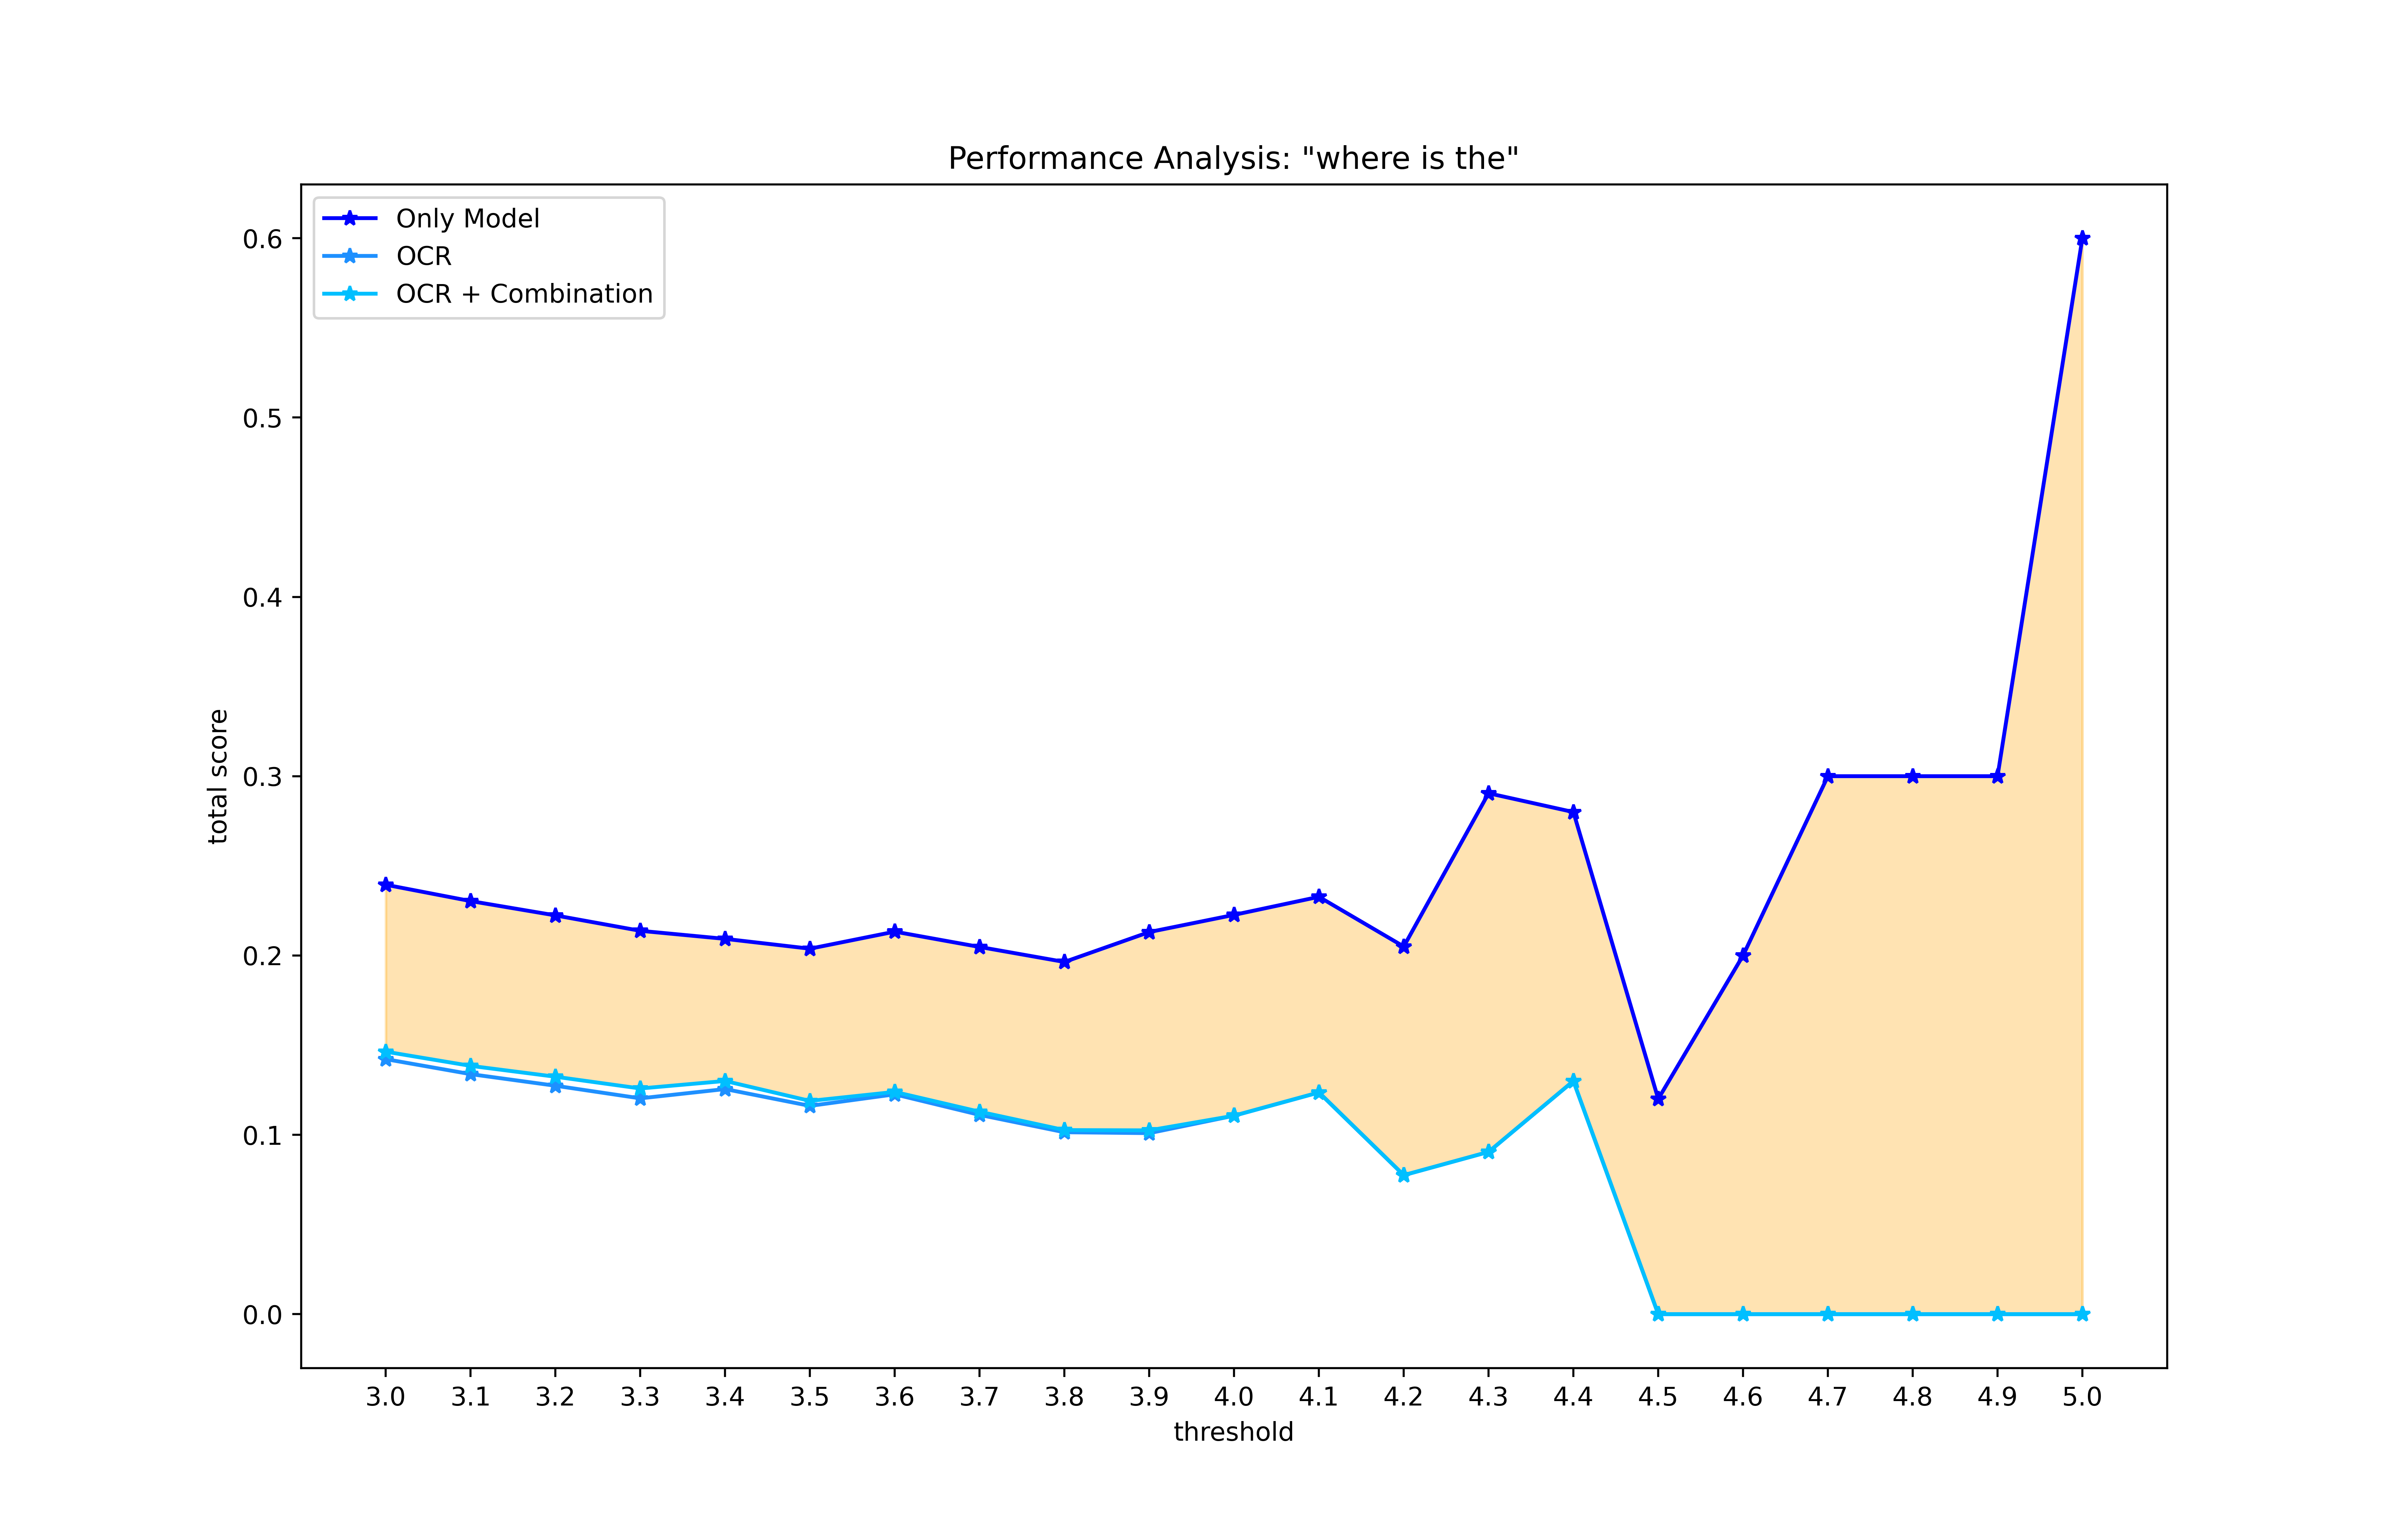 Performance Analysis: "where is the"
Only Model
OCR
OCR + Combination
0.6
0.5
0.4
0.3
0.2
0.1
0.0
total score
3.0 3.1 3.2 3.3 3.4 3.5 3.6 3.7 3.8 3.9 4.0 4.1 4.2 4.3 4.4 4.5 4.6 4.7 4.8 4.9 5.0
threshold